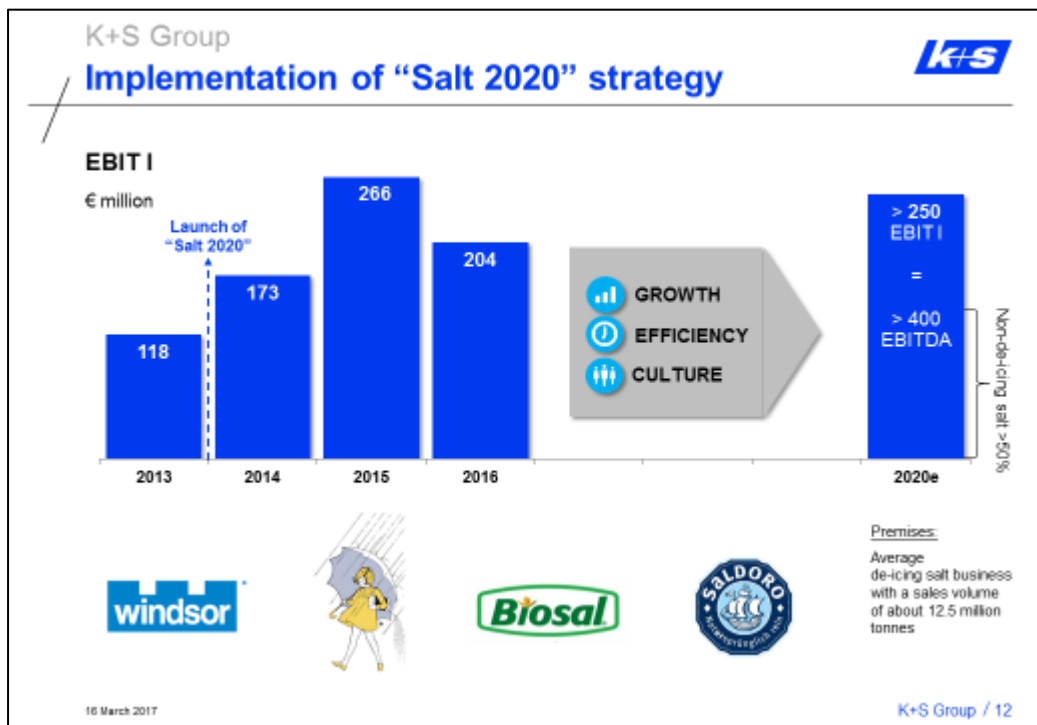 K+S Group
Implementation of “Salt 2020” strategy
k+s
EBIT I
€ million
Launch of
“Salt 2020”
118
173
266
204
GROWTH
EFFICIENCY
CULTURE
> 250
EBIT I
=
> 400
EBITDA
Non-de-icing salt >50%
2013
2014
2015
2016
2020e
windsor
Biosal
SALDORO
Naturursprünglich rein
Premises:
Average
de-icing salt business
with a sales volume
of about 12.5 million
tonnes
16 March 2017
K+S Group / 12